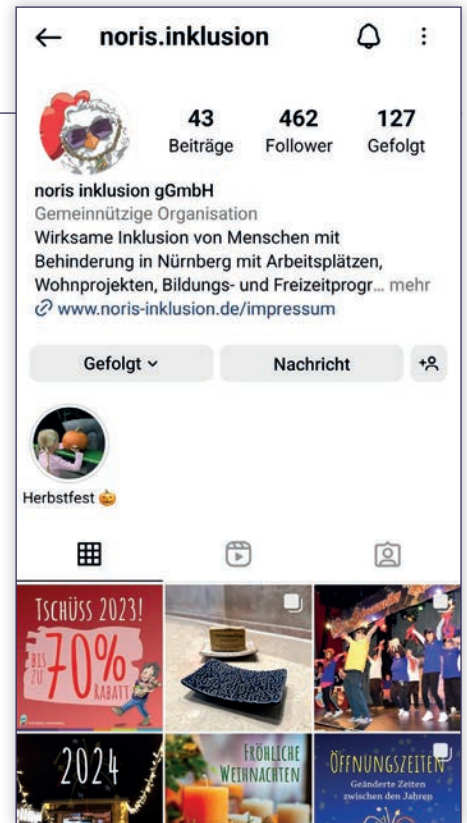 noris.inklusion
43 462 127
Beiträge Follower Gefolgt
noris inklusion gGmbH
Gemeinnützige Organisation
Wirksame Inklusion von Menschen mit
Behinderung in Nürnberg mit Arbeitsplätzen,
Wohnprojekten, Bildungs- und Freizeitprogr... mehr
www.noris-inklusion.de/impressum
Gefolgt Nachricht
Herbstfest 🎃
TSCHÜSS 2023!
BIS
ZU
70%
RABATT
2024
FRÖHLICHE
WEIHNACHTEN
ÖFFNUNGSZEITEN
Geänderte Zeiten
zwischen den Jahren